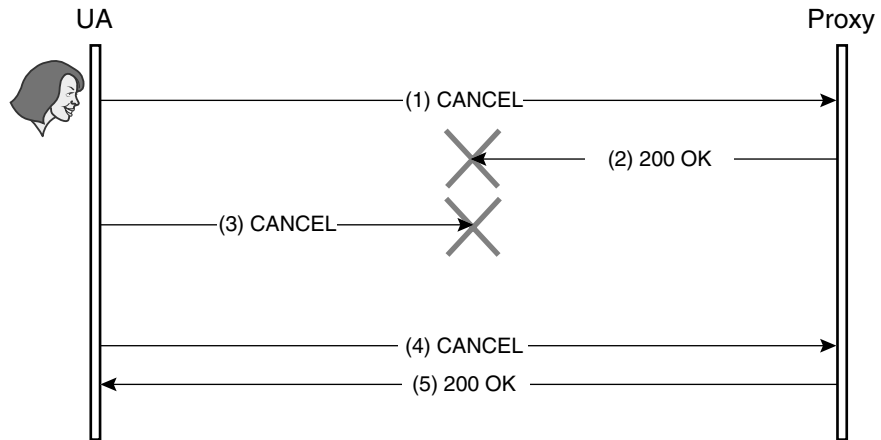 UA
Proxy
(1) CANCEL
(2) 200 OK
(3) CANCEL
(4) CANCEL
(5) 200 OK